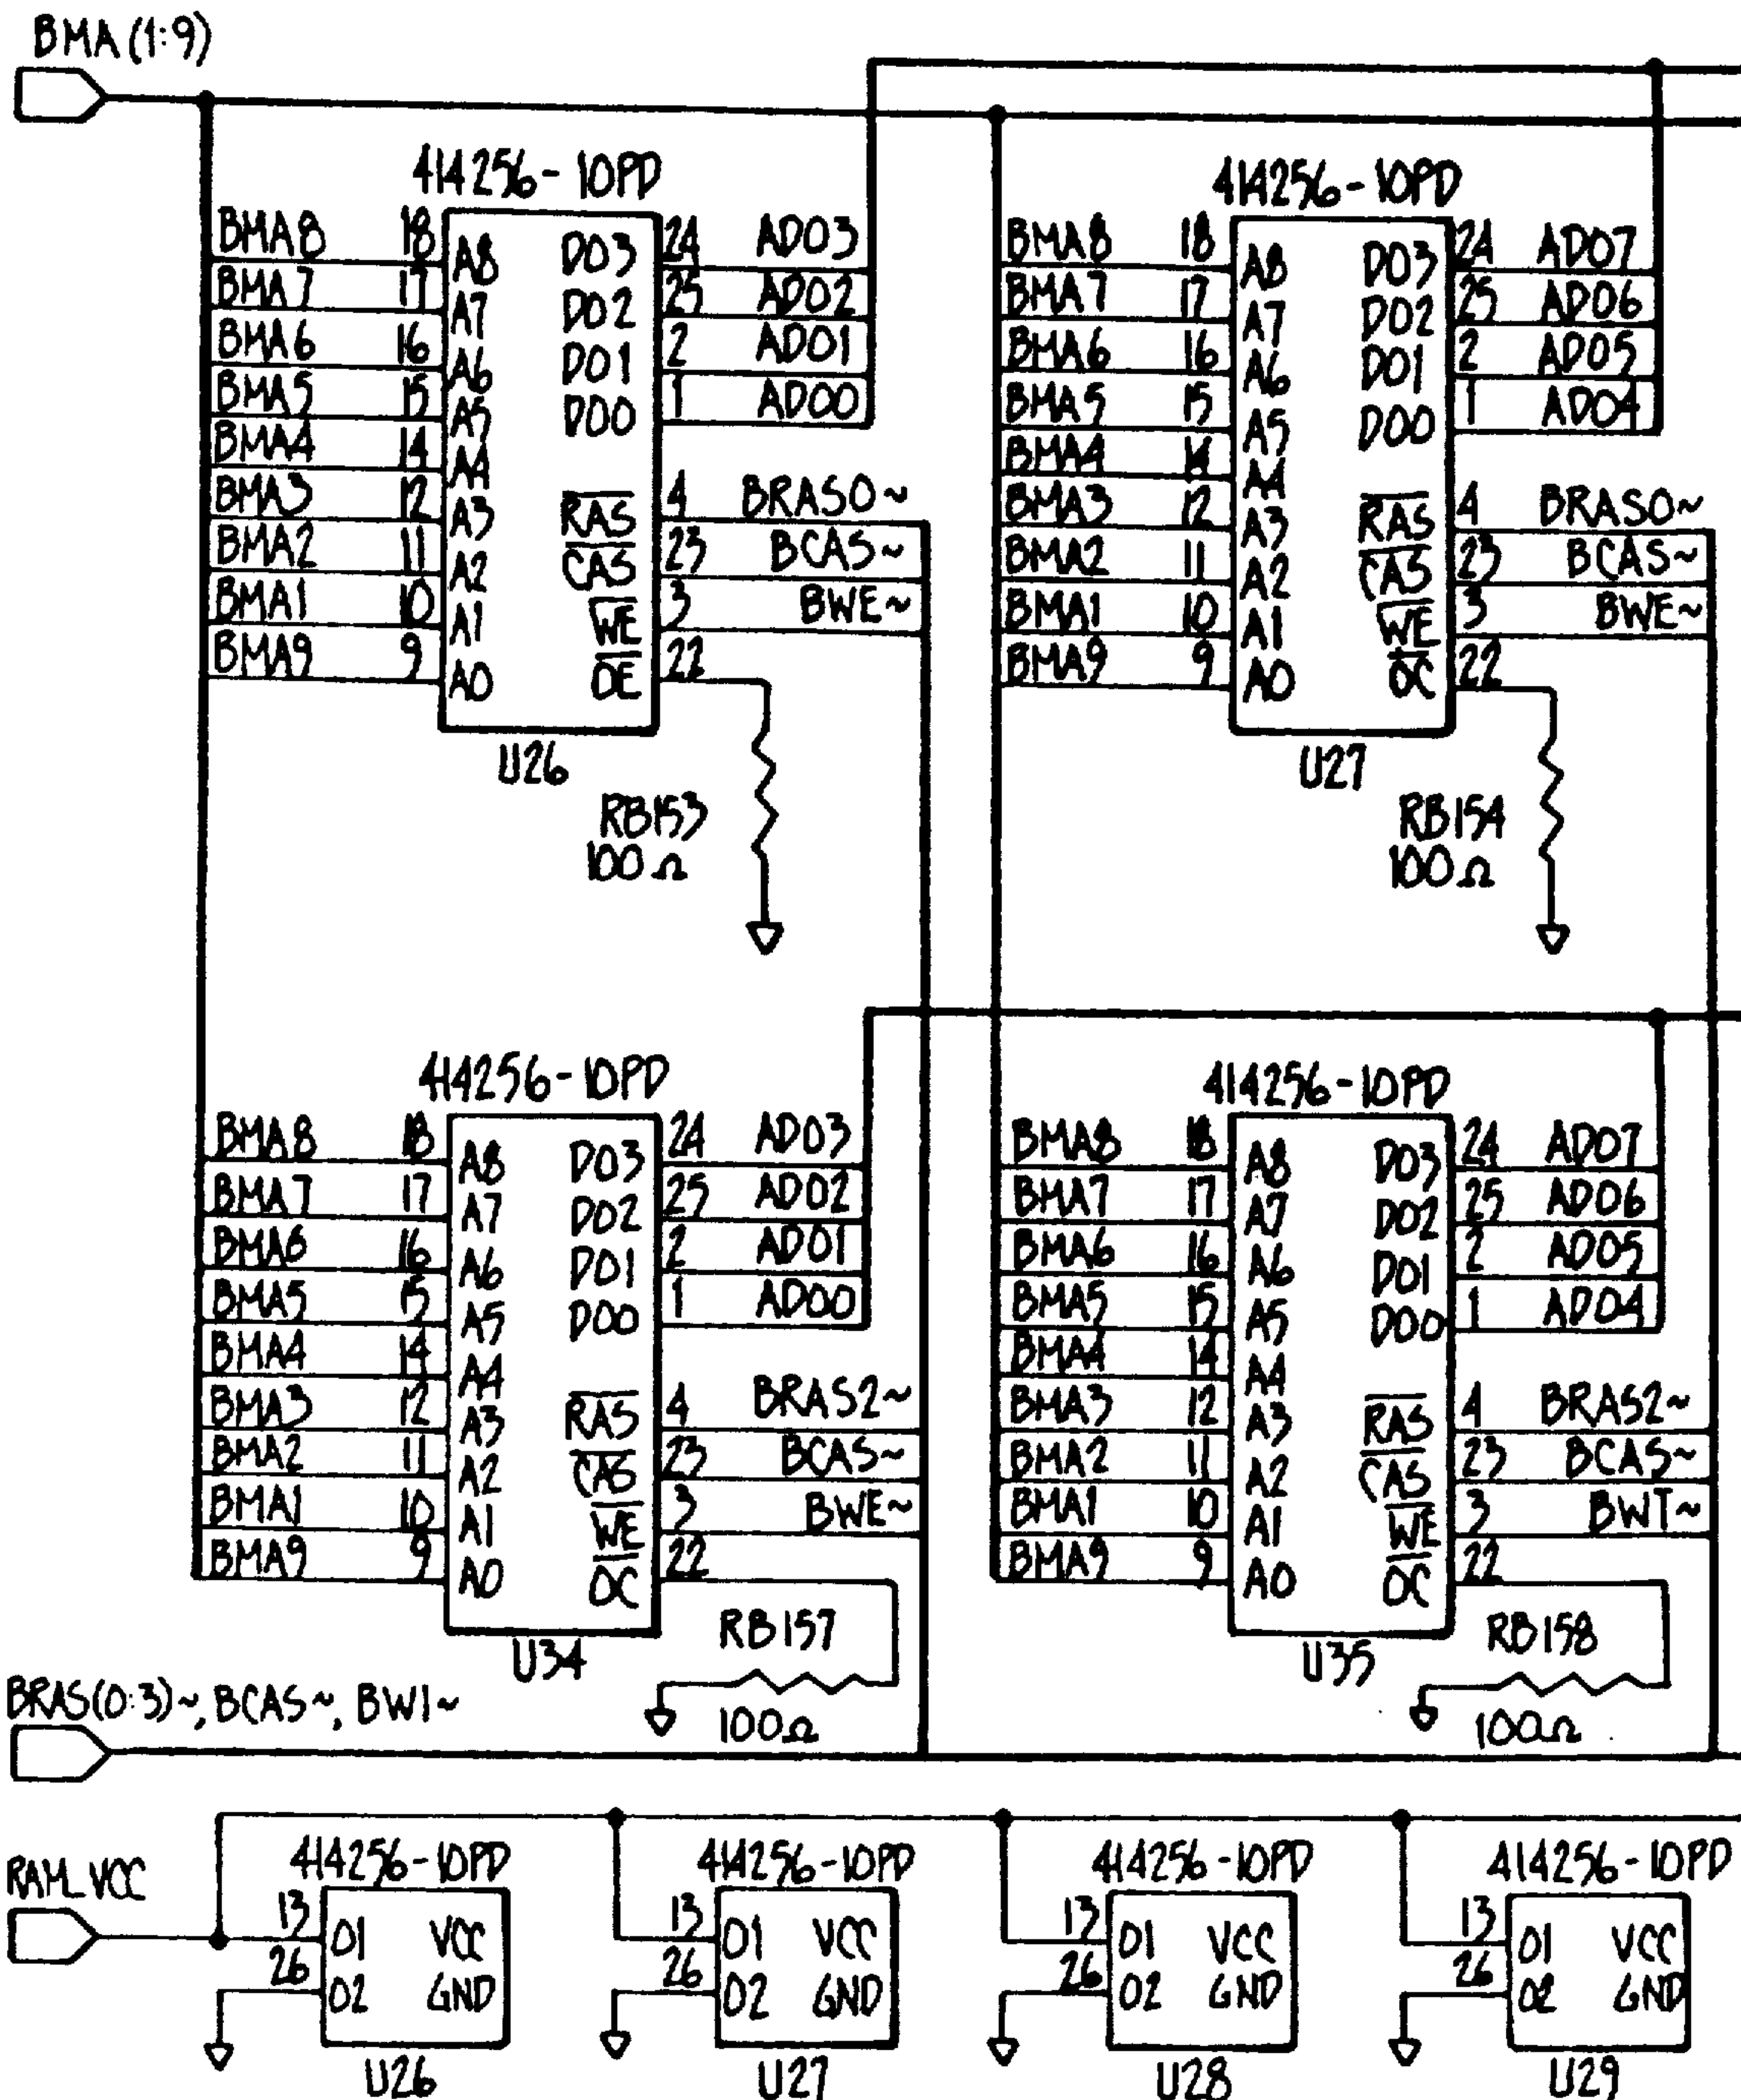 BMA (1:9)
414256-10PD
BMA8 18 A8 DO3 24 AD03
BMA7 17 A7 DO2 25 AD02
BMA6 16 A6 DO1 2 AD01
BMA5 15 A5 DO0 1 AD00
BMA4 14 A4
BMA3 12 A3 RAS 4 BRAS0~
BMA2 11 A2 CAS 23 BCAS~
BMA1 10 A1 WE 3 BWE~
BMA9 9 A0 OE 22
U26
RB153
100Ω
414256-10PD
BMA8 18 A8 DO3 24 AD07
BMA7 17 A7 DO2 25 AD06
BMA6 16 A6 DO1 2 AD05
BMA5 15 A5 DO0 1 AD04
BMA4 14 A4
BMA3 12 A3 RAS 4 BRAS0~
BMA2 11 A2 CAS 23 BCAS~
BMA1 10 A1 WE 3 BWE~
BMA9 9 A0 OC 22
U27
RB154
100Ω
414256-10PD
BMA8 18 A8 DO3 24 AD03
BMA7 17 A7 DO2 25 AD02
BMA6 16 A6 DO1 2 AD01
BMA5 15 A5 DO0 1 AD00
BMA4 14 A4
BMA3 12 A3 RAS 4 BRAS2~
BMA2 11 A2 CAS 23 BCAS~
BMA1 10 A1 WE 3 BWE~
BMA9 9 A0 OC 22
U34
RB157
100Ω
414256-10PD
BMA8 18 A8 DO3 24 AD07
BMA7 17 A7 DO2 25 AD06
BMA6 16 A6 DO1 2 AD05
BMA5 15 A5 DO0 1 AD04
BMA4 14 A4
BMA3 12 A3 RAS 4 BRAS2~
BMA2 11 A2 CAS 23 BCAS~
BMA1 10 A1 WE 3 BWT~
BMA9 9 A0 OC 22
U35
RB158
100Ω
BRAS(0:3)~, BCAS~, BWI~
RAM_VCC
414256-10PD
13 01 VCC
26 02 GND
U26
414256-10PD
13 01 VCC
26 02 GND
U27
414256-10PD
13 01 VCC
26 02 GND
U28
414256-10PD
13 01 VCC
26 02 GND
U29